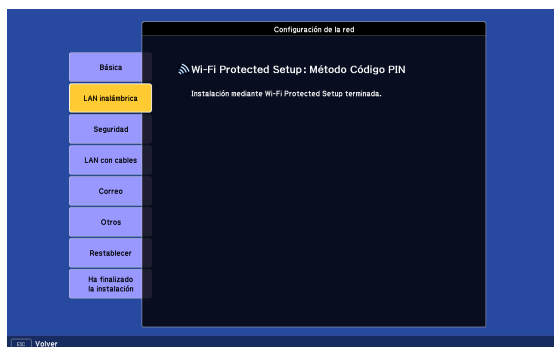 Configuración de la red
Básica
LAN inalámbrica
Seguridad
LAN con cables
Correo
Otros
Restablecer
Ha finalizado
la instalación
Wi-Fi Protected Setup: Método Código PIN
Instalación mediante Wi-Fi Protected Setup terminada.
ESC Volver